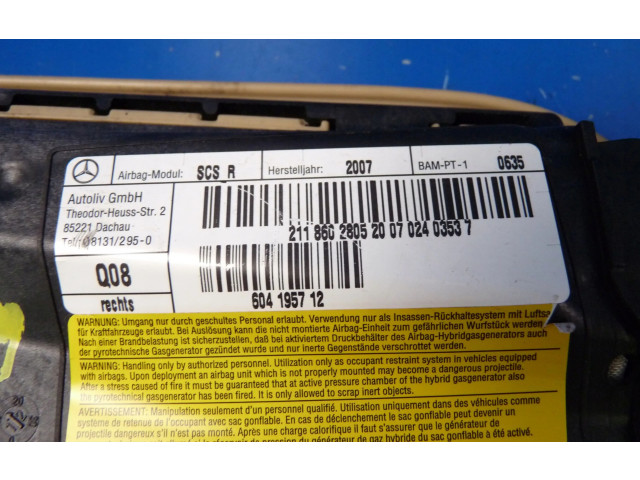 Airbag-Modul: SCS_R Herstelljahr: 2007 BAM-PT-1 0635
Autoliv GmbH
Theodor-Heuss-Str. 2
85221 Dachau
Tel.: 08131/295-0
211 860 2805 20 07 024 0353 7
Q08
rechts
604 1957 12
WARNUNG: Umgang nur durch geschultes Personal erlaubt. Verwendung nur als Insassen-Rückhaltesystem mit Lufts
für Kraftfahrzeuge erlaubt. Bei Auslösung kann die nicht montierte Airbag-Einheit zum gefährlichen Wurfstück werden
Nach einer Brandbelastung ist sicherzustellen, daß bei aktiviertem Druckbehälter des Airbag-Hybridgasgenerators auch
der pyrotechnische Gasgenerator gezündet wurde und nur inerte Gegenstände verschrottet werden.
WARNING: Handling only by authorized personnel. Utilization only as occupant restraint system in vehicles equipped
with airbags. Upon deployment an airbag unit which is not properly mounted may become a dangerous projectile.
After a stress caused of fire it must be guaranteed that at active pressure chamber of the hybrid gasgenerator also
the pyrotechnical gasgenerator has been fired. It is only allowed to scrap inert objects.
AVERTISSEMENT: Manipulation seulement d'un personnel qualifié. Utilisation uniquement dans des véhicules comme
système de retenue de l'occupant avec sac gonflable. En cas de déclenchement le sac gonflable peut devenir un
projectile dangereux s'il n'est pas monté. Après une charge calorifique il faut s'assurer que le générateur de